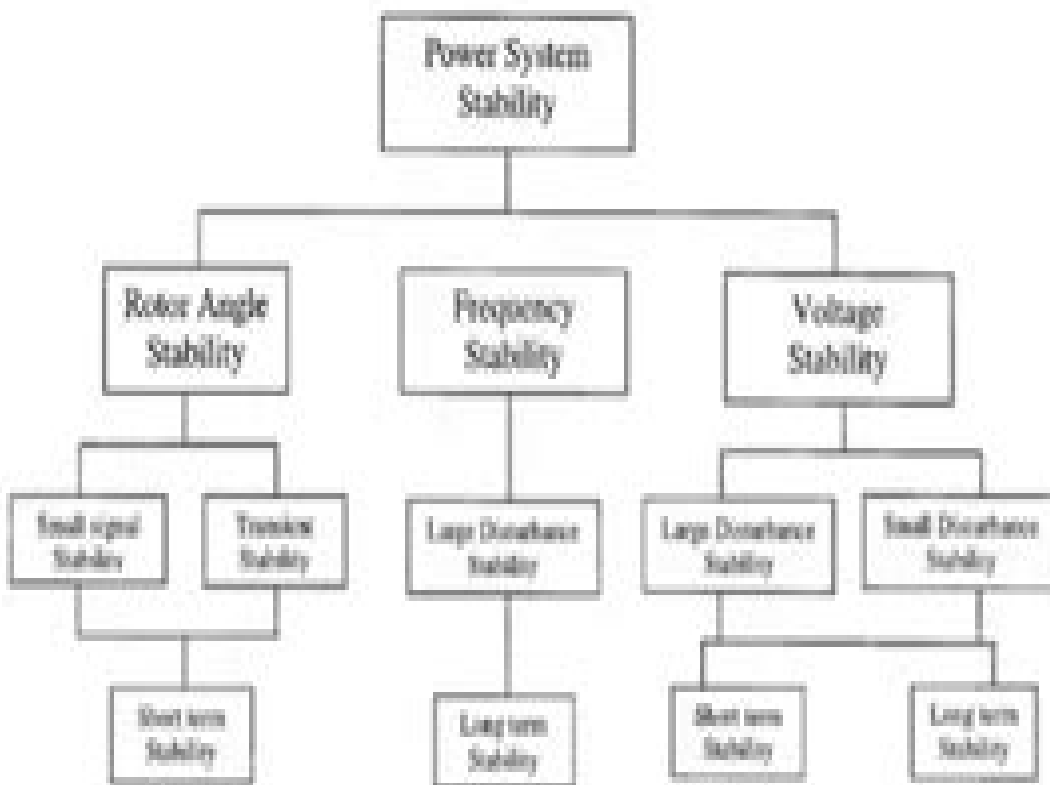 Power System
Stability
Rotor Angle
Stability
Frequency
Stability
Voltage
Stability
Small signal
Stability
Transient
Stability
Large Disturbance
Stability
Large Disturbance
Stability
Small Disturbance
Stability
Short term
Stability
Long term
Stability
Short term
Stability
Long term
Stability